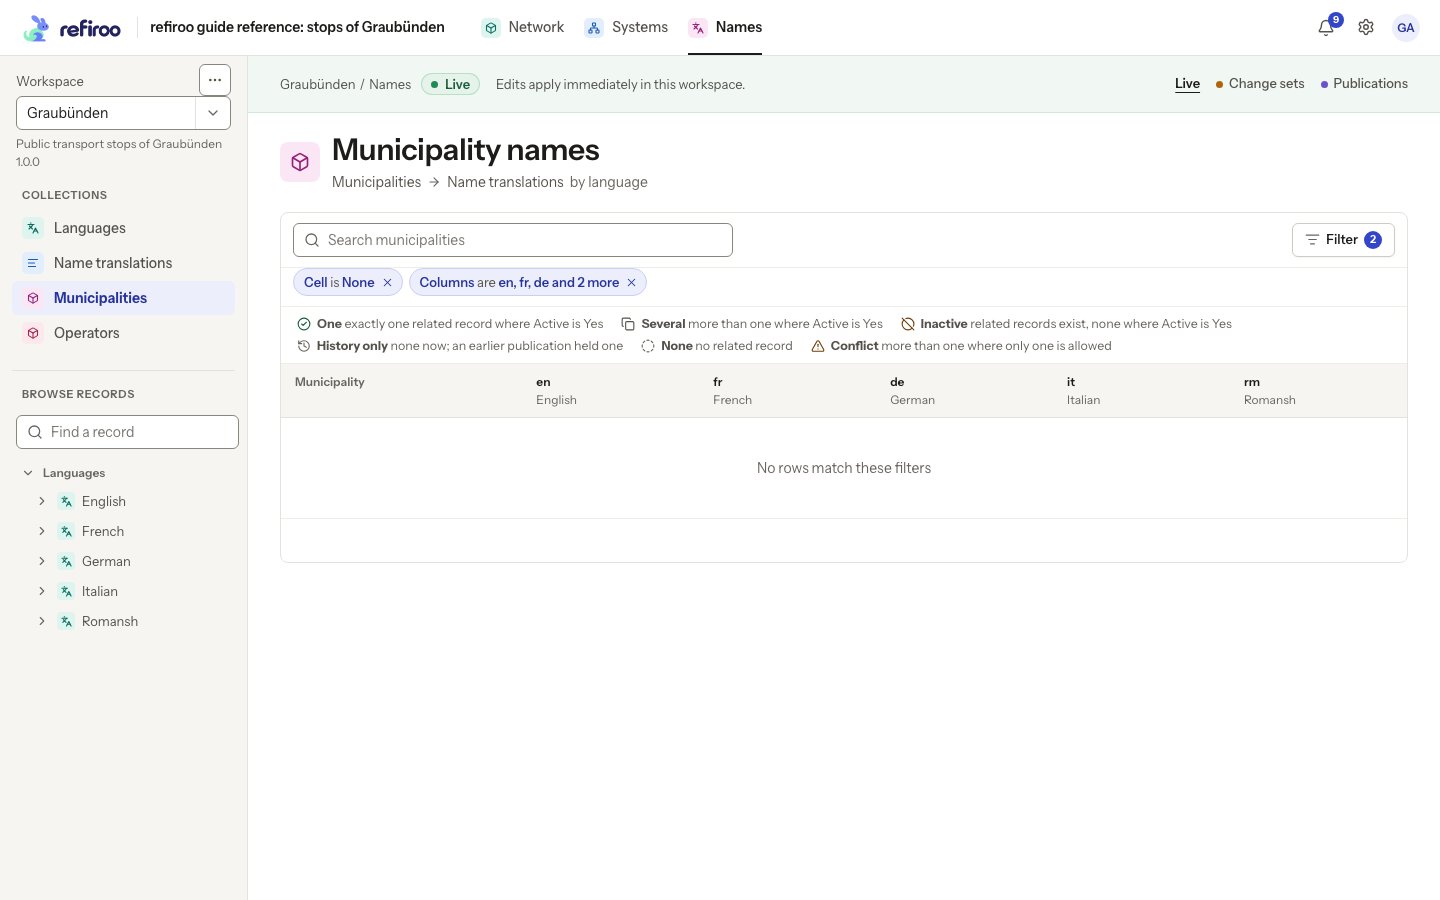 refiroo
refiroo guide reference: stops of Graubünden
Network
Systems
Names
9
GA
Workspace
Graubünden
Public transport stops of Graubünden
1.0.0
COLLECTIONS
Languages
Name translations
Municipalities
Operators
BROWSE RECORDS
Find a record
Languages
English
French
German
Italian
Romansh
Graubünden / Names
Live
Edits apply immediately in this workspace.
Live
Change sets
Publications
Municipality names
Municipalities → Name translations by language
Search municipalities
Filter 2
Cell is None ×
Columns are en, fr, de and 2 more ×
One exactly one related record where Active is Yes
Several more than one where Active is Yes
Inactive related records exist, none where Active is Yes
History only none now; an earlier publication held one
None no related record
Conflict more than one where only one is allowed
Municipality
en
English
fr
French
de
German
it
Italian
rm
Romansh
No rows match these filters